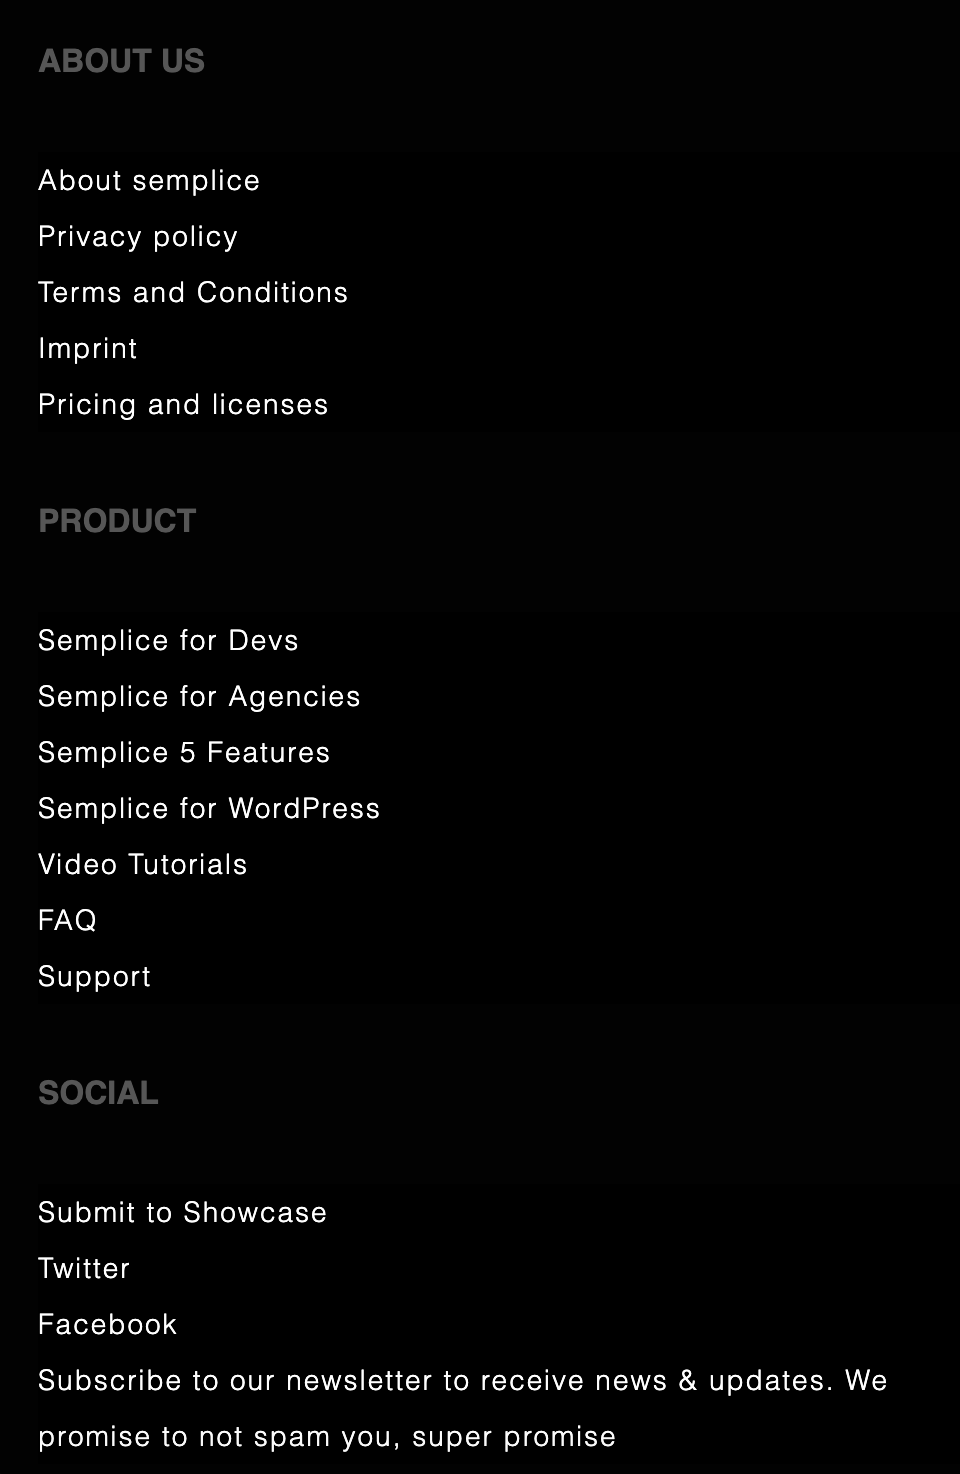 ABOUT US
About semplice
Privacy policy
Terms and Conditions
Imprint
Pricing and licenses
PRODUCT
Semplice for Devs
Semplice for Agencies
Semplice 5 Features
Semplice for WordPress
Video Tutorials
FAQ
Support
SOCIAL
Submit to Showcase
Twitter
Facebook
Subscribe to our newsletter to receive news & updates. We
promise to not spam you, super promise